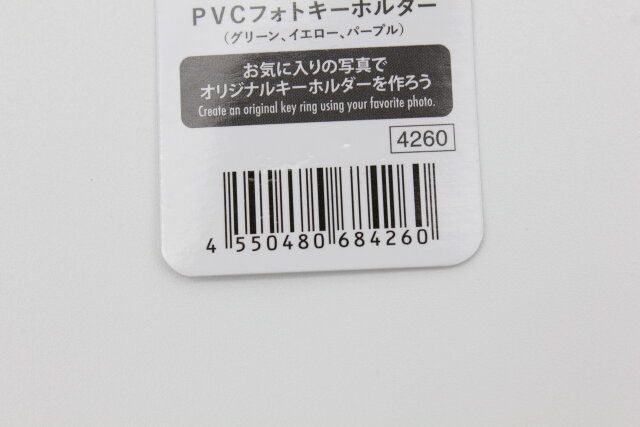 PVCフォトキーホルダー
(グリーン、イエロー、パープル)
お気に入りの写真で
オリジナルキーホルダーを作ろう
Create an original key ring using your favorite photo.
4260
4 550480 684260